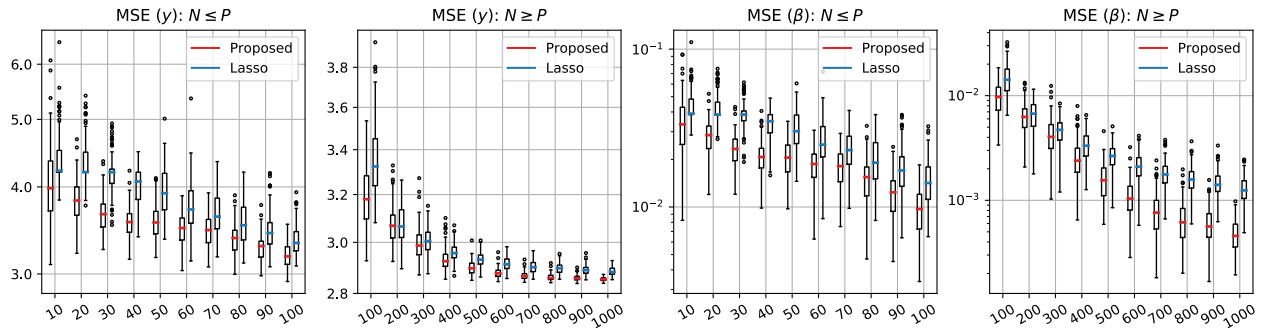 MSE (y): N ≤ P
6.0
5.0
4.0
3.0
Proposed
Lasso
10 20 30 40 50 60 70 80 90 100
MSE (y): N ≥ P
3.8
3.6
3.4
3.2
3.0
2.8
Proposed
Lasso
100 200 300 400 500 600 700 800 900 1000
MSE (β): N ≤ P
10⁻¹
10⁻²
Proposed
Lasso
10 20 30 40 50 60 70 80 90 100
MSE (β): N ≥ P
10⁻²
10⁻³
Proposed
Lasso
100 200 300 400 500 600 700 800 900 1000